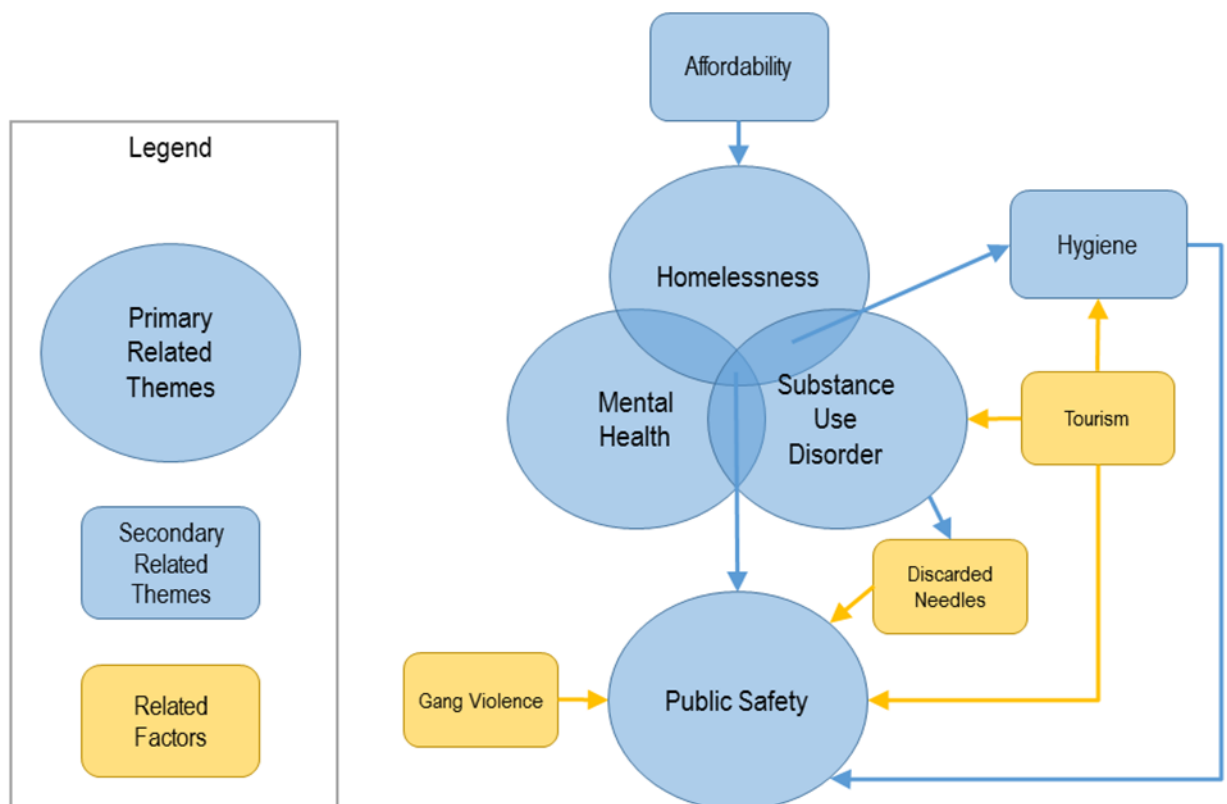 Legend
Primary
Related
Themes
Secondary
Related
Themes
Related
Factors
Affordability
Homelessness
Hygiene
Mental
Health
Substance
Use
Disorder
Tourism
Discarded
Needles
Gang Violence
Public Safety